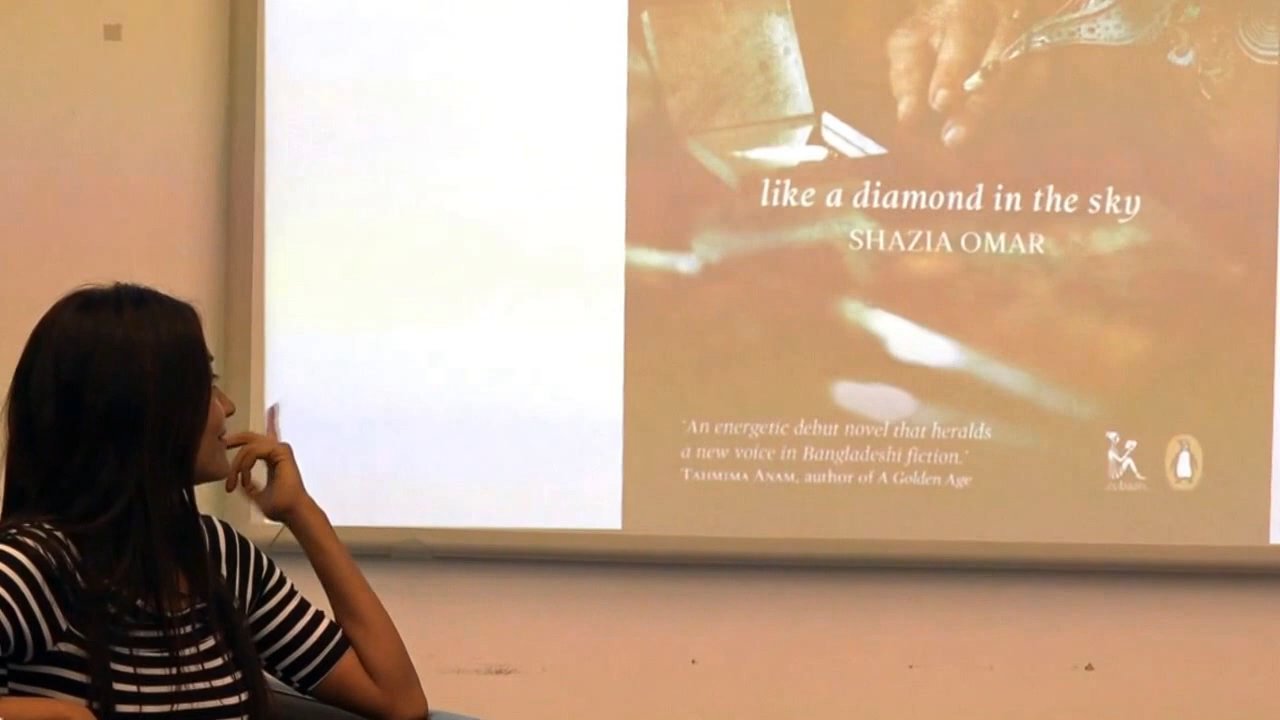 like a diamond in the sky
SHAZIA OMAR
'An energetic debut novel that heralds
a new voice in Bangladeshi fiction.'
TAHMIMA ANAM, author of A Golden Age